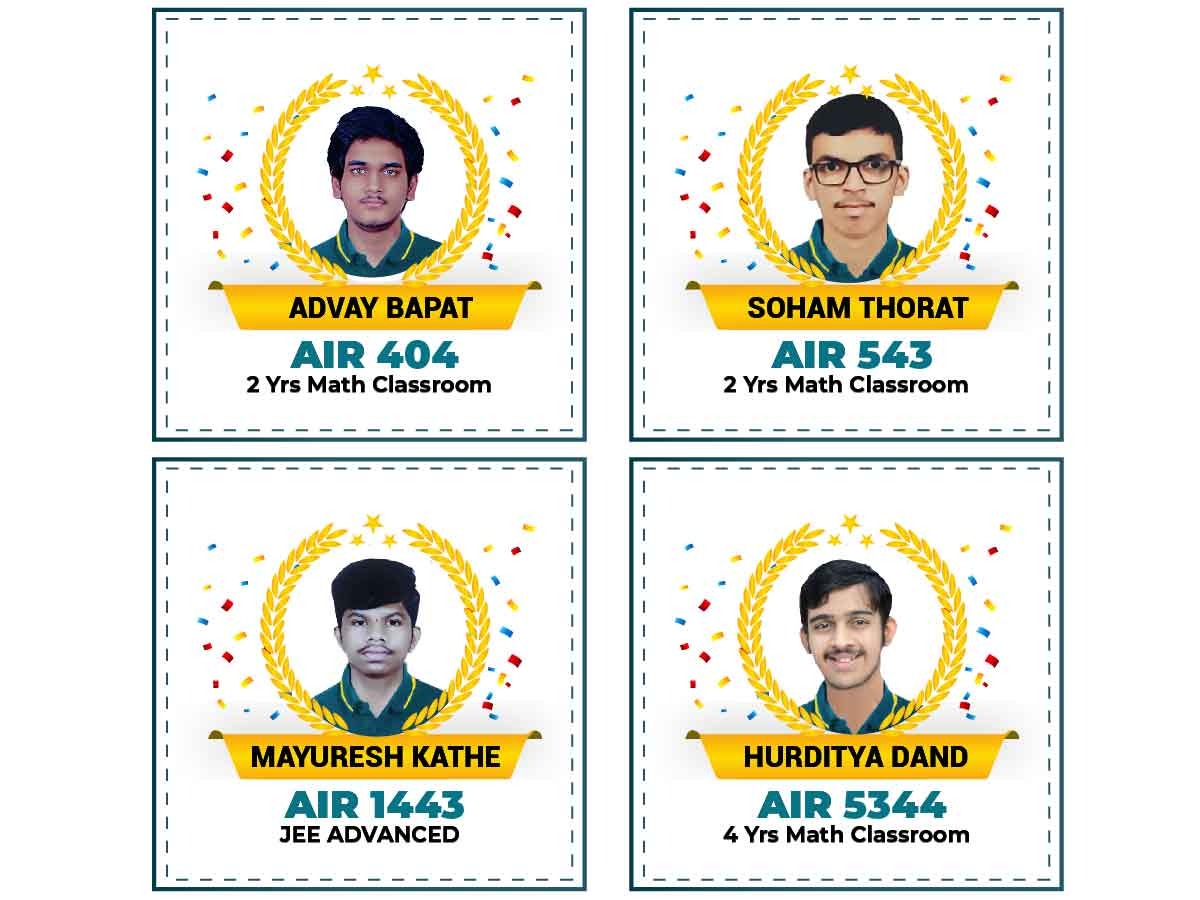 ADVAY BAPAT
AIR 404
2 Yrs Math Classroom
SOHAM THORAT
AIR 543
2 Yrs Math Classroom
MAYURESH KATHE
AIR 1443
JEE ADVANCED
HURDITYA DAND
AIR 5344
4 Yrs Math Classroom